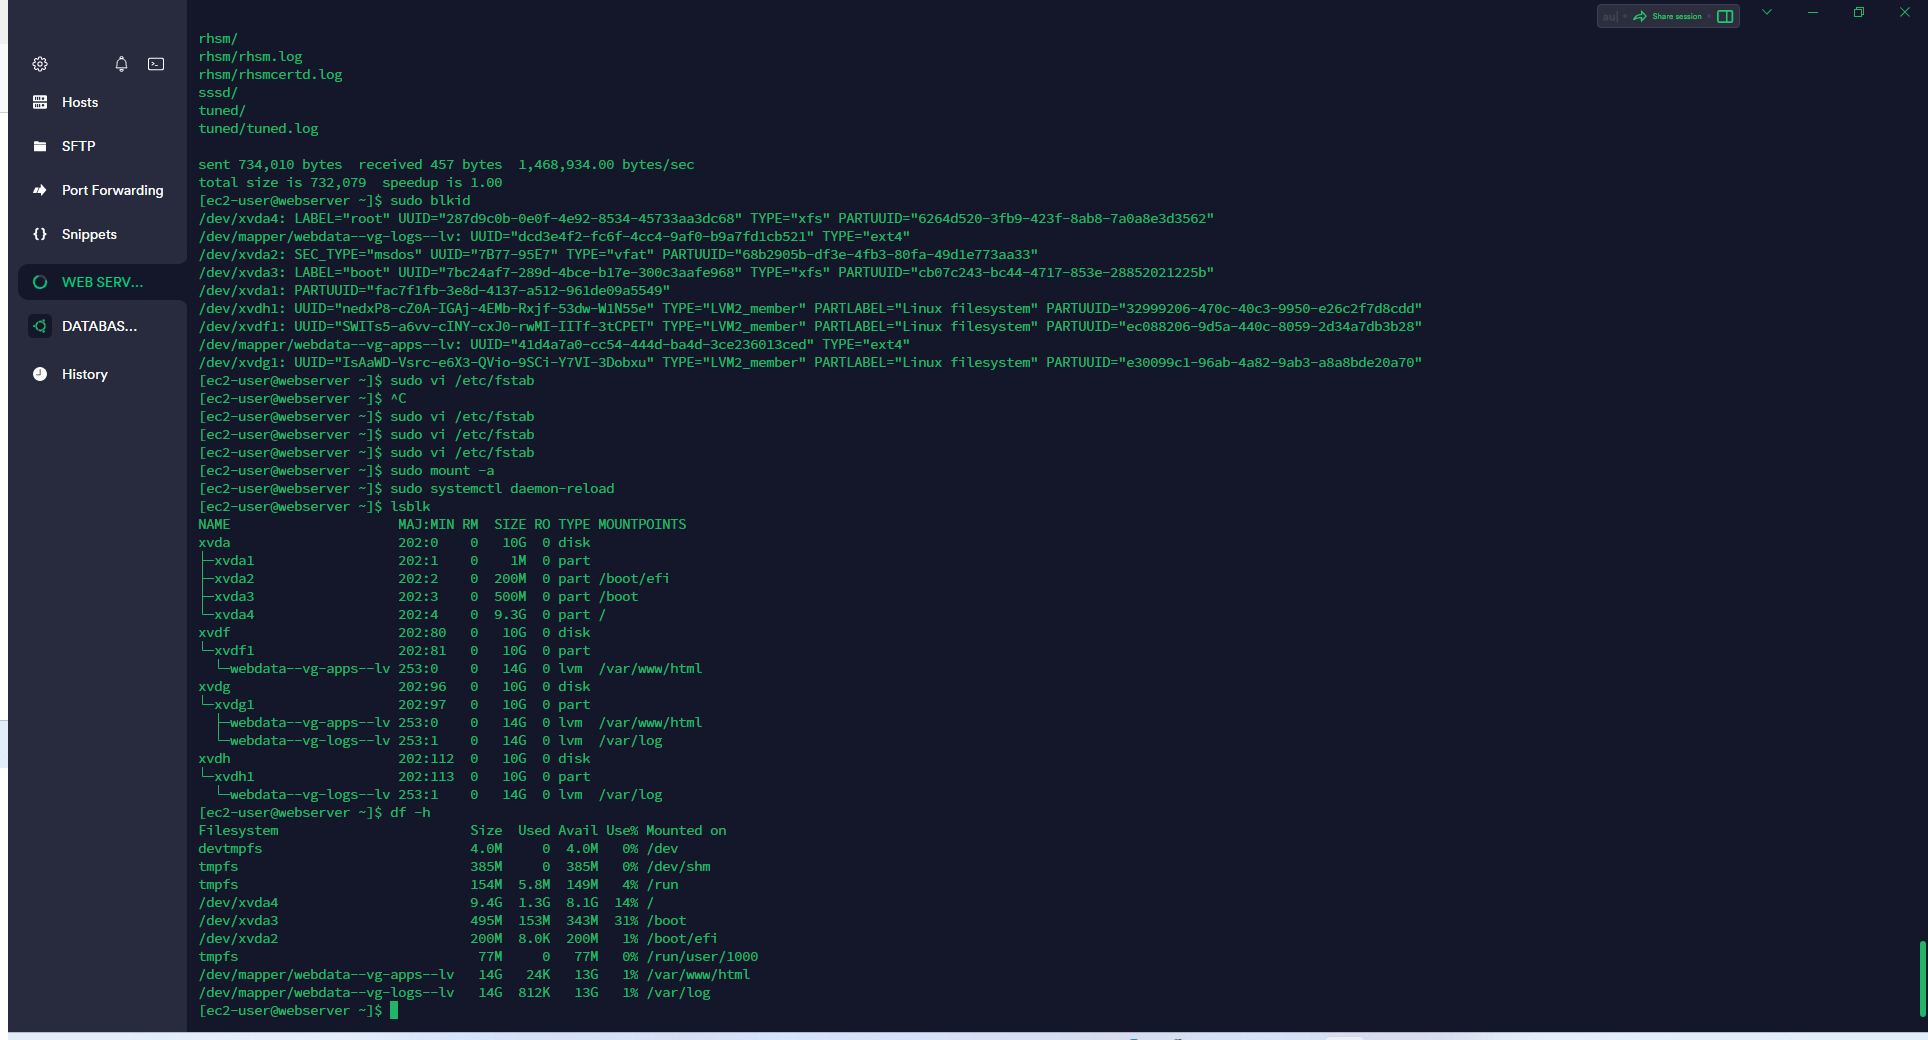 au| Share session
Hosts
SFTP
Port Forwarding
Snippets
WEB SERV...
DATABAS...
History
rhsm/
rhsm/rhsm.log
rhsm/rhsmcertd.log
sssd/
tuned/
tuned/tuned.log
sent 734,010 bytes  received 457 bytes  1,468,934.00 bytes/sec
total size is 732,079  speedup is 1.00
[ec2-user@webserver ~]$ sudo blkid
/dev/xvda4: LABEL="root" UUID="287d9c0b-0e0f-4e92-8534-45733aa3dc68" TYPE="xfs" PARTUUID="6264d520-3fb9-423f-8ab8-7a0a8e3d3562"
/dev/mapper/webdata--vg-logs--lv: UUID="dcd3e4f2-fc6f-4cc4-9af0-b9a7fd1cb521" TYPE="ext4"
/dev/xvda2: SEC_TYPE="msdos" UUID="7B77-95E7" TYPE="vfat" PARTUUID="68b2905b-df3e-4fb3-80fa-49d1e773aa33"
/dev/xvda3: LABEL="boot" UUID="7bc24af7-289d-4bce-b17e-300c3aafe968" TYPE="xfs" PARTUUID="cb07c243-bc44-4717-853e-28852021225b"
/dev/xvda1: PARTUUID="fac7f1fb-3e8d-4137-a512-961de09a5549"
/dev/xvdh1: UUID="nedxP8-cZ0A-IGAj-4EMb-Rxjf-53dw-W1N55e" TYPE="LVM2_member" PARTLABEL="Linux filesystem" PARTUUID="32999206-470c-40c3-9950-e26c2f7d8cdd"
/dev/xvdf1: UUID="SWITs5-a6vv-cINY-cxJ0-rwMI-IITf-3tCPET" TYPE="LVM2_member" PARTLABEL="Linux filesystem" PARTUUID="ec088206-9d5a-440c-8059-2d34a7db3b28"
/dev/mapper/webdata--vg-apps--lv: UUID="41d4a7a0-cc54-444d-ba4d-3ce236013ced" TYPE="ext4"
/dev/xvdg1: UUID="IsAaWD-Vsrc-e6X3-QVio-9SCi-Y7VI-3Dobxu" TYPE="LVM2_member" PARTLABEL="Linux filesystem" PARTUUID="e30099c1-96ab-4a82-9ab3-a8a8bde20a70"
[ec2-user@webserver ~]$ sudo vi /etc/fstab
[ec2-user@webserver ~]$ ^C
[ec2-user@webserver ~]$ sudo vi /etc/fstab
[ec2-user@webserver ~]$ sudo vi /etc/fstab
[ec2-user@webserver ~]$ sudo vi /etc/fstab
[ec2-user@webserver ~]$ sudo mount -a
[ec2-user@webserver ~]$ sudo systemctl daemon-reload
[ec2-user@webserver ~]$ lsblk
NAME                     MAJ:MIN RM  SIZE RO TYPE MOUNTPOINTS
xvda                     202:0    0   10G  0 disk
├─xvda1                  202:1    0    1M  0 part
├─xvda2                  202:2    0  200M  0 part /boot/efi
├─xvda3                  202:3    0  500M  0 part /boot
└─xvda4                  202:4    0  9.3G  0 part /
xvdf                     202:80   0   10G  0 disk
└─xvdf1                  202:81   0   10G  0 part
  └─webdata--vg-apps--lv 253:0    0   14G  0 lvm  /var/www/html
xvdg                     202:96   0   10G  0 disk
└─xvdg1                  202:97   0   10G  0 part
  ├─webdata--vg-apps--lv 253:0    0   14G  0 lvm  /var/www/html
  └─webdata--vg-logs--lv 253:1    0   14G  0 lvm  /var/log
xvdh                     202:112  0   10G  0 disk
└─xvdh1                  202:113  0   10G  0 part
  └─webdata--vg-logs--lv 253:1    0   14G  0 lvm  /var/log
[ec2-user@webserver ~]$ df -h
Filesystem                        Size  Used Avail Use% Mounted on
devtmpfs                          4.0M     0  4.0M   0% /dev
tmpfs                             385M     0  385M   0% /dev/shm
tmpfs                             154M  5.8M  149M   4% /run
/dev/xvda4                        9.4G  1.3G  8.1G  14% /
/dev/xvda3                        495M  153M  343M  31% /boot
/dev/xvda2                        200M  8.0K  200M   1% /boot/efi
tmpfs                              77M     0   77M   0% /run/user/1000
/dev/mapper/webdata--vg-apps--lv   14G   24K   13G   1% /var/www/html
/dev/mapper/webdata--vg-logs--lv   14G  812K   13G   1% /var/log
[ec2-user@webserver ~]$